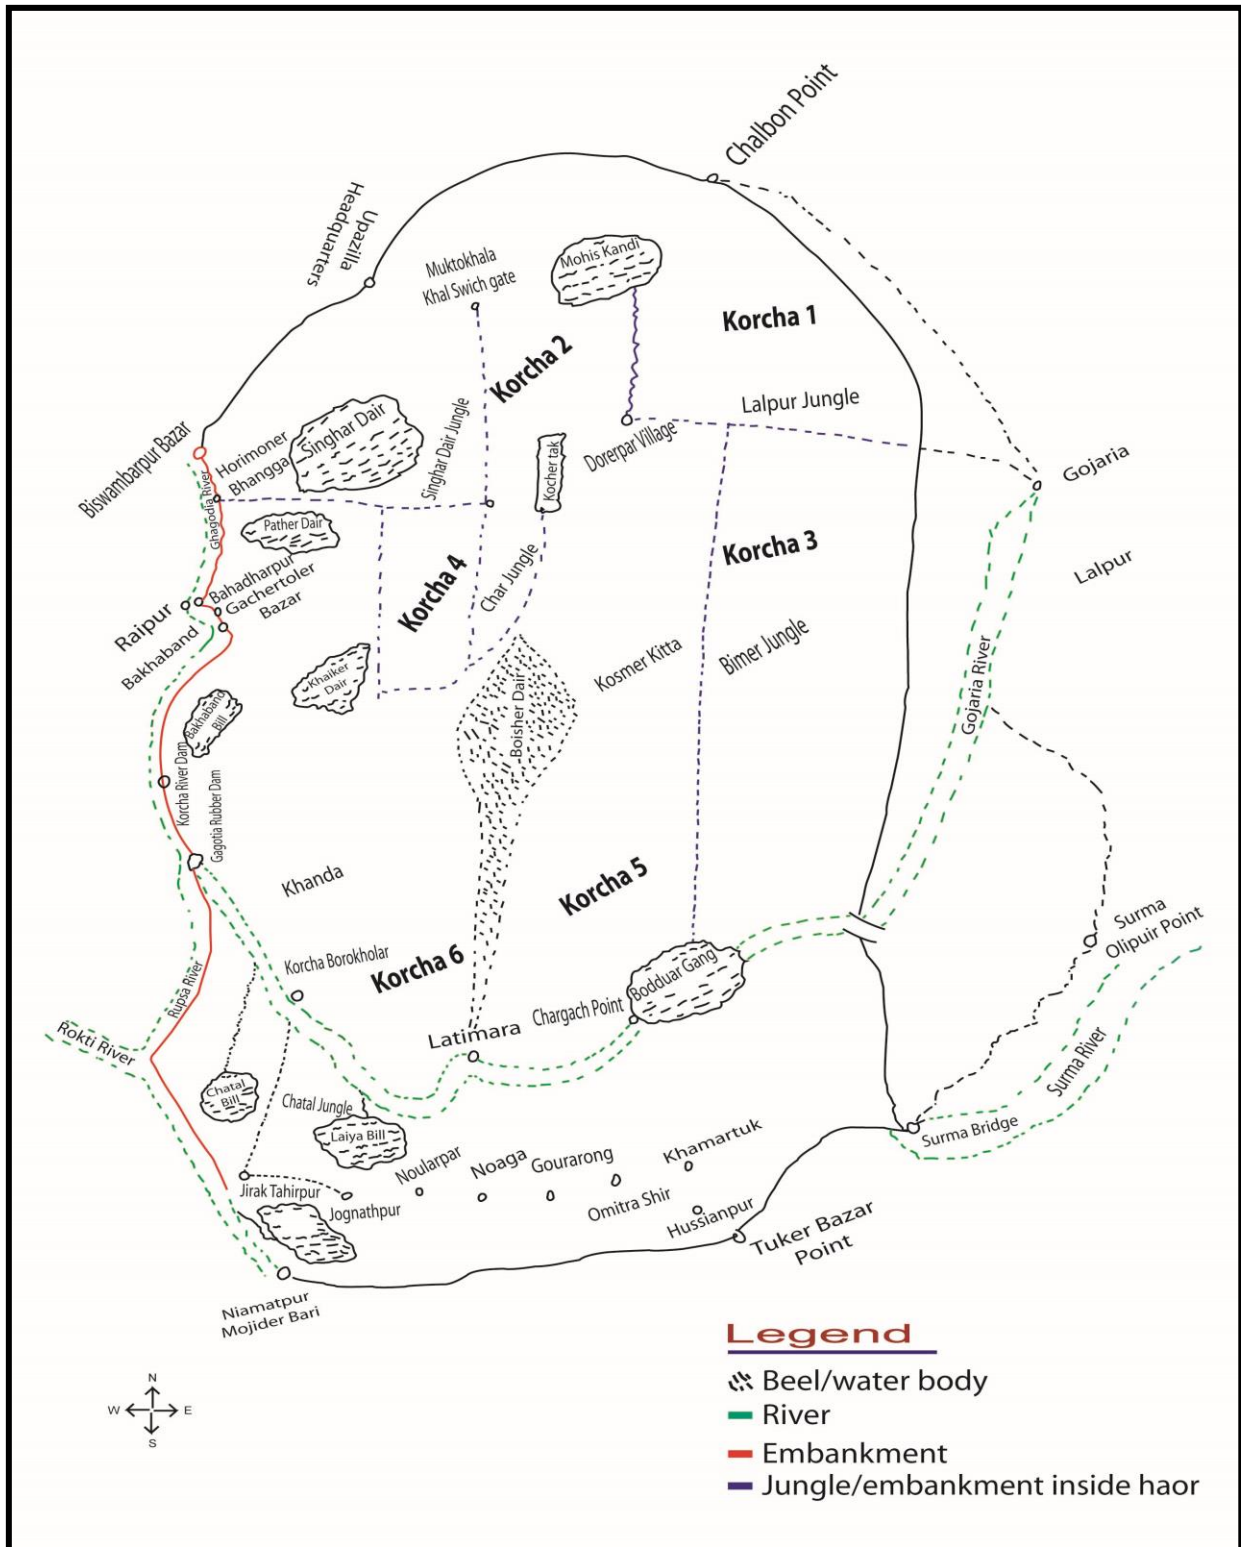 Chalbon Point
Upazilla
Headquarters
Muktokhala
Khal Swich gate
Mohis Kandi
Korcha 1
Korcha 2
Lalpur Jungle
Biswambarpur Bazar
Horimoner
Bhangga
Singhar Dair
Singhar Dair Jungle
Kocher tak
Dorerpar Village
Gojaria
Ghagodia River
Pather Dair
Korcha 3
Lalpur
Korcha 4
Char Jungle
Raipur
Bahadharpur
Gachertoler
Bazar
Bakhaband
Khaiker
Dair
Kosmer Kitta
Bimer Jungle
Gojaria River
Bakhaband
Bill
Boisher Dair
Korcha River Dam
Gagotia Rubber Dam
Khanda
Korcha 5
Surma
Olipuir Point
Korcha Borokholar
Korcha 6
Bodduar Gang
Rupsa River
Chargach Point
Latimara
Rokti River
Surma River
Chatal
Bill
Chatal Jungle
Laiya Bill
Surma Bridge
Noularpar
Noaga
Gourarong
Khamartuk
Jirak Tahirpur
Jognathpur
Omitra Shir
Hussianpur
Tuker Bazar
Point
Niamatpur
Mojider Bari
Legend
Beel/water body
River
Embankment
Jungle/embankment inside haor
N
W
E
S